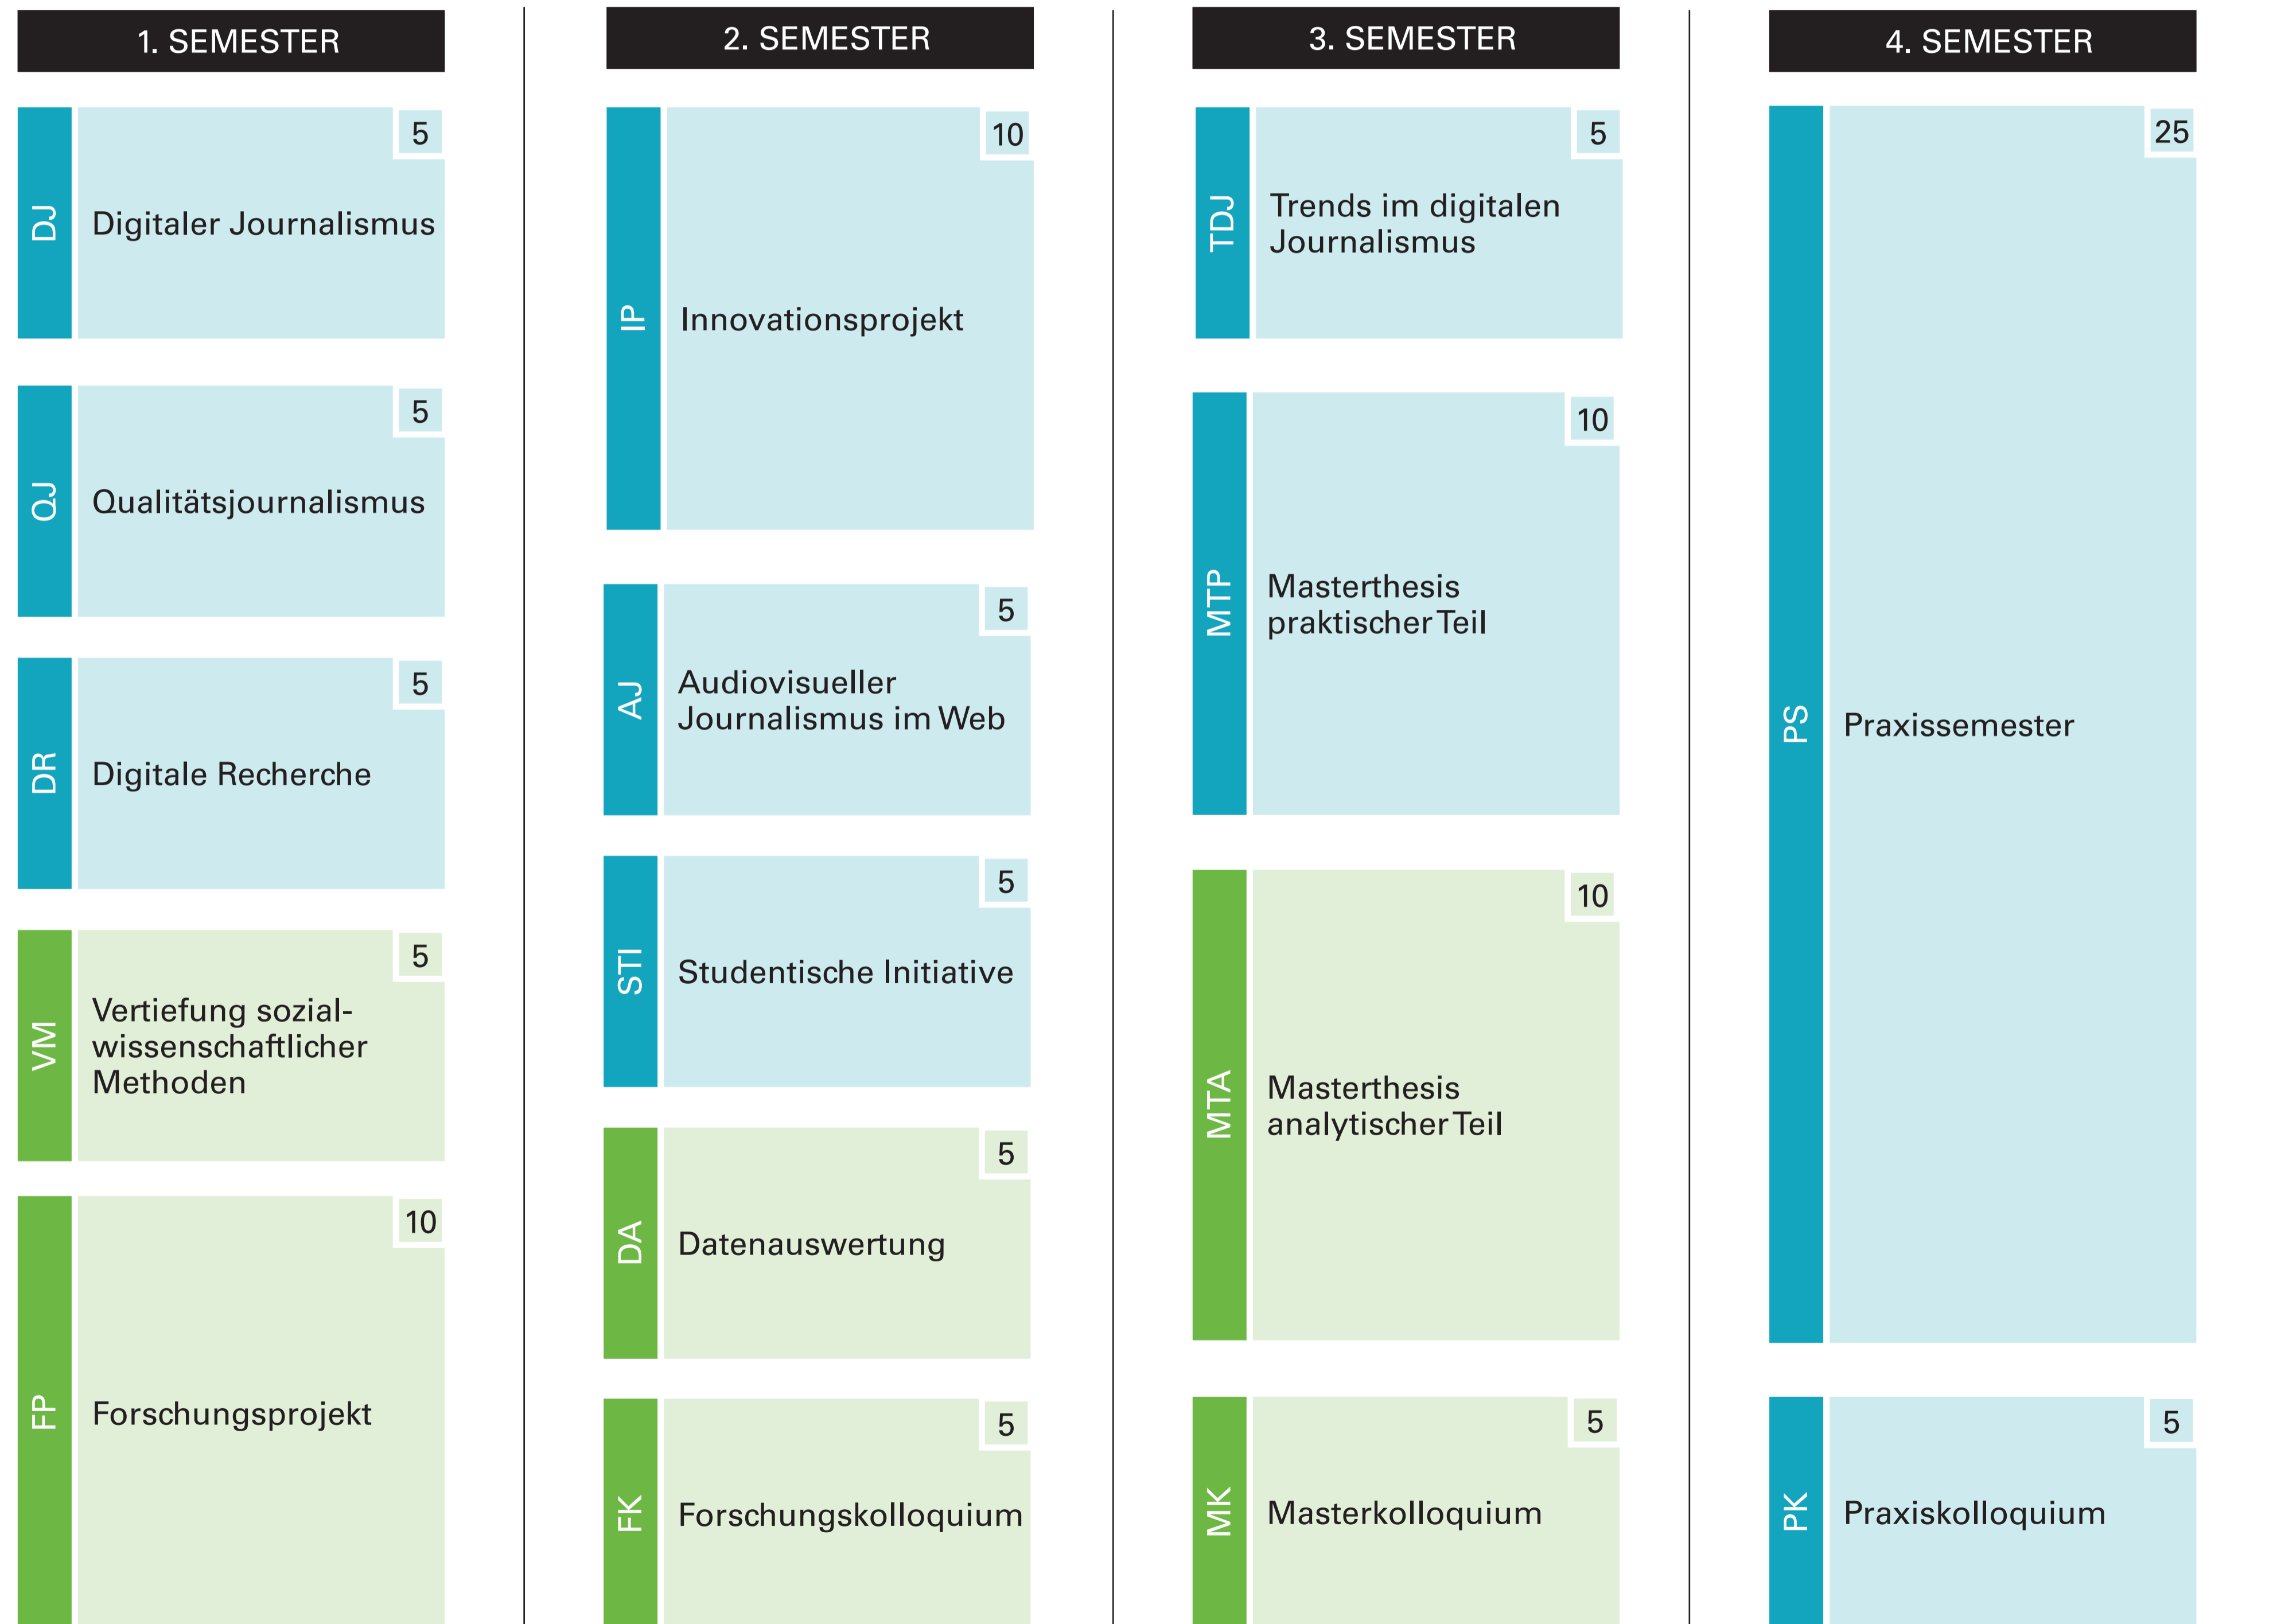 1. SEMESTER
5
DJ
Digitaler Journalismus
5
QJ
Qualitätsjournalismus
5
DR
Digitale Recherche
5
VM
Vertiefung sozial-
wissenschaftlicher
Methoden
10
FP
Forschungsprojekt
2. SEMESTER
10
IP
Innovationsprojekt
5
AJ
Audiovisueller
Journalismus im Web
5
STI
Studentische Initiative
5
DA
Datenauswertung
5
FK
Forschungskolloquium
3. SEMESTER
5
TDJ
Trends im digitalen
Journalismus
10
MTP
Masterthesis
praktischer Teil
10
MTA
Masterthesis
analytischer Teil
5
MK
Masterkolloquium
4. SEMESTER
25
PS
Praxissemester
5
PK
Praxiskolloquium